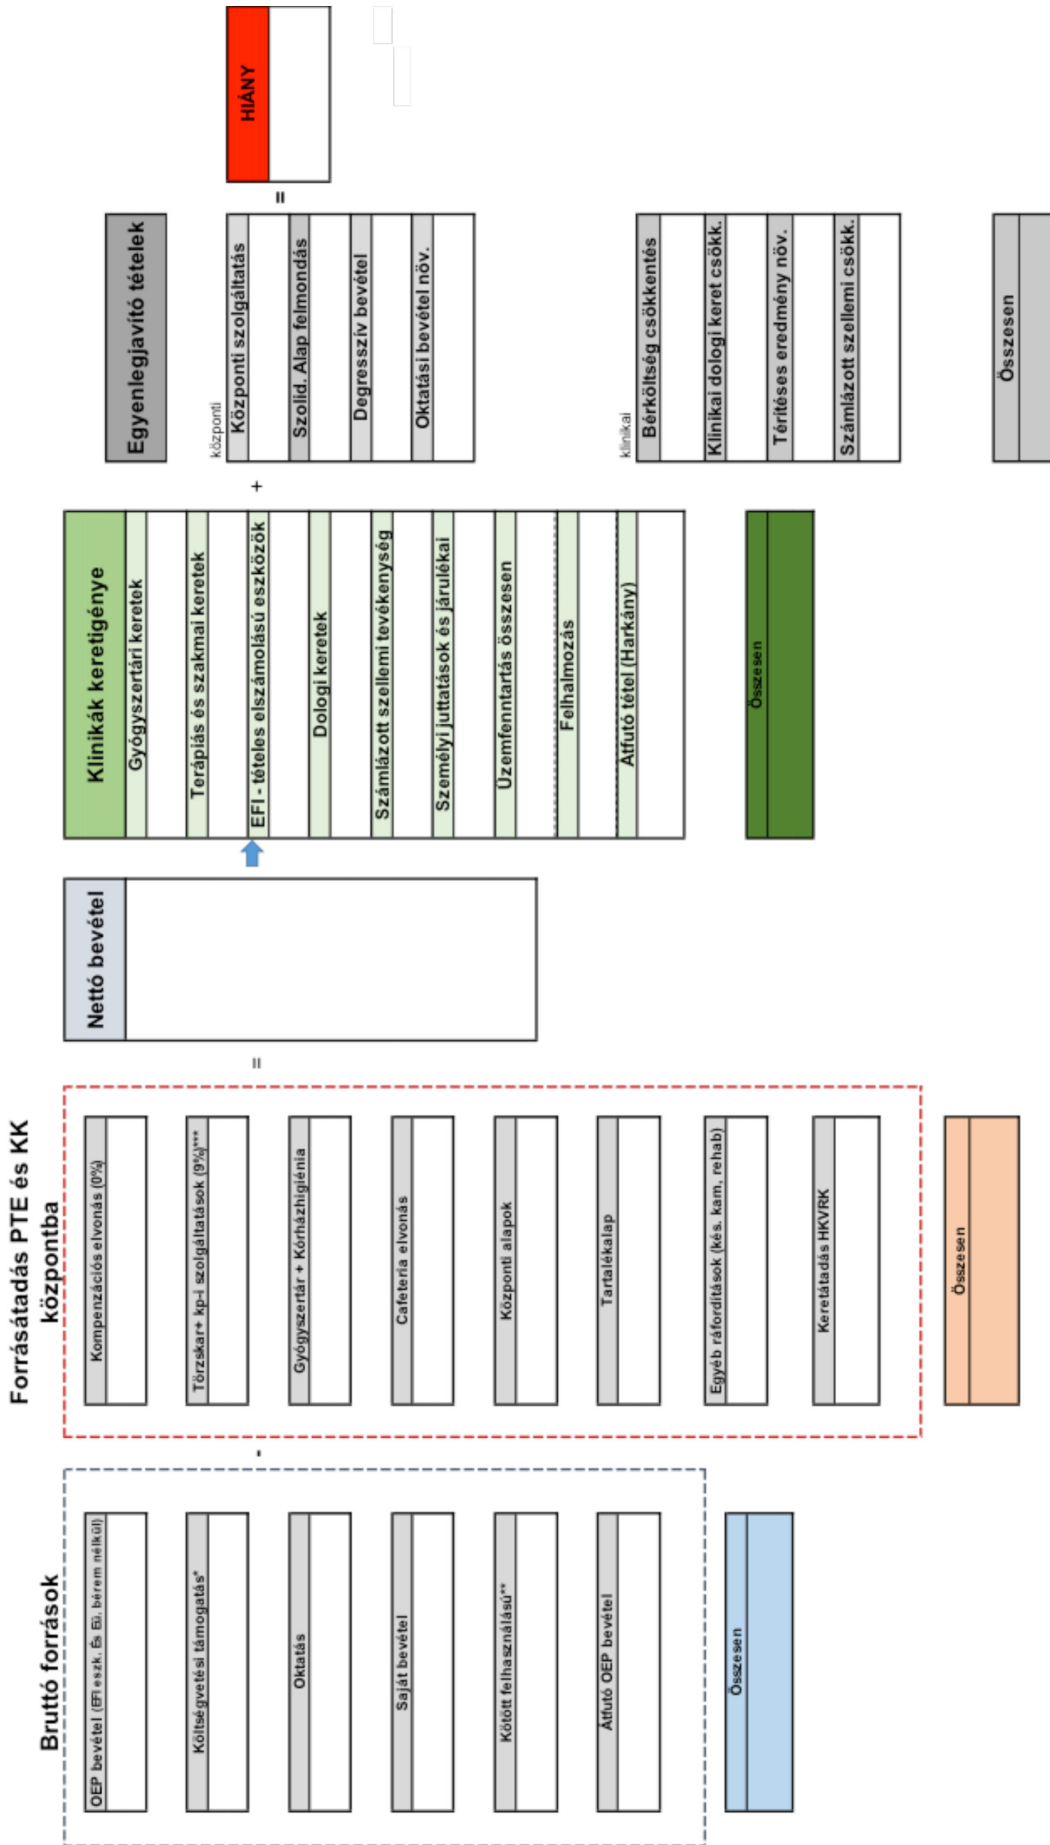 Bruttó források
OEP bevétel (EFI eszk. És Eü. bérem nélkül)
Költségvetési támogatás*
Oktatás
Saját bevétel
Kötött felhasználású**
Átfutó OEP bevétel
Összesen
-
Forrásátadás PTE és KK
központba
Kompenzációs elvonás (0%)
Törzskar+ kp-i szolgáltatások (9%)***
Gyógyszertár + Kórházhigiénia
Cafeteria elvonás
Központi alapok
Tartalékalap
Egyéb ráfordítások (kés. kam, rehab)
Keretátadás HKVRK
Összesen
=
Nettó bevétel
Klinikák keretigénye
Gyógyszertári keretek
Terápiás és szakmai keretek
EFI - tételes elszámolású eszközök
Dologi keretek
Számlázott szellemi tevékenység
Személyi juttatások és járulékai
Üzemfenntartás összesen
Felhalmozás
Átfutó tétel (Harkány)
Összesen
+
Egyenlegjavító tételek
központi
Központi szolgáltatás
Szolid. Alap felmondás
Degresszív bevétel
Oktatási bevétel növ.
klinikai
Bérköltség csökkentés
Klinikai dologi keret csökk.
Térítéses eredmény növ.
Számlázott szellemi csökk.
Összesen
=
HIÁNY